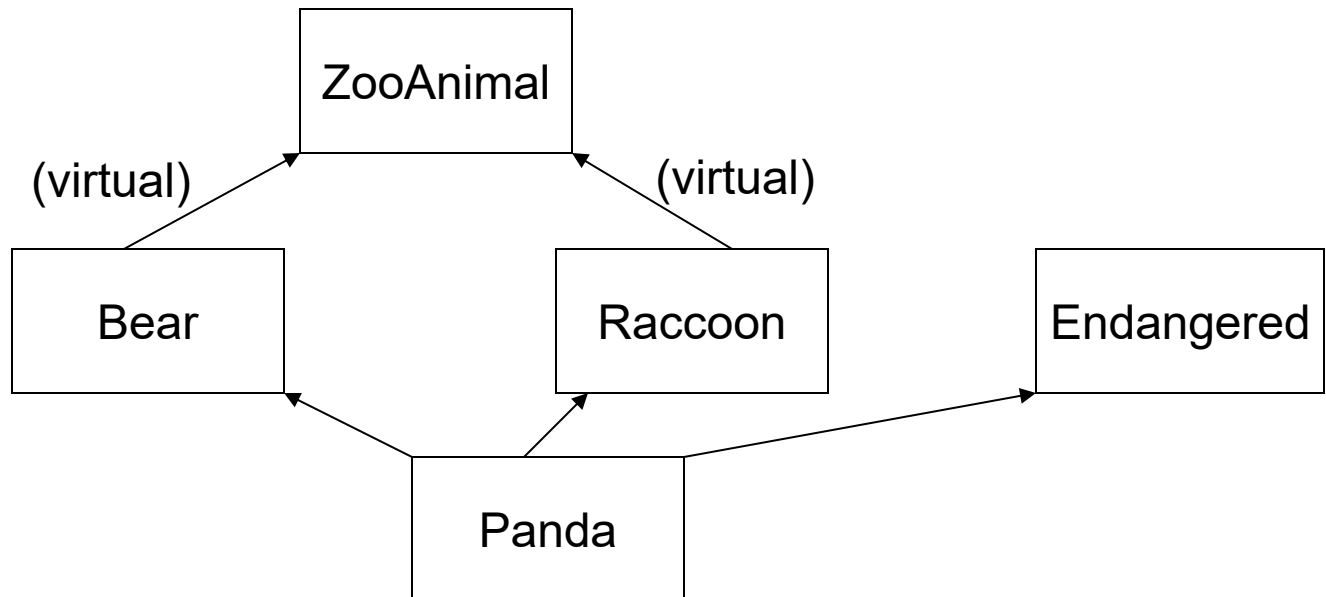 ZooAnimal
(virtual)
(virtual)
Bear
Raccoon
Endangered
Panda